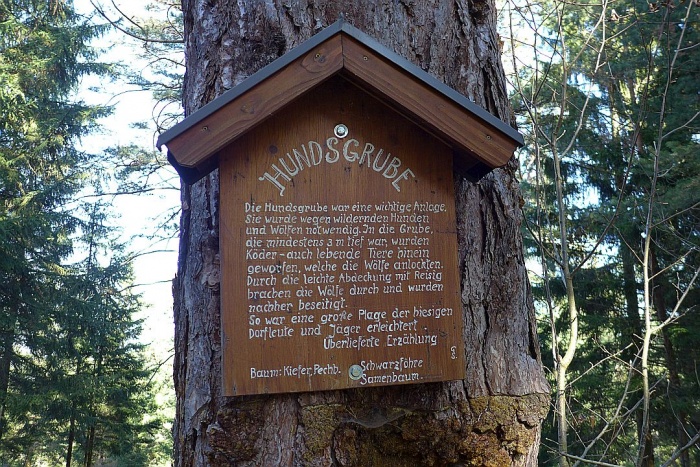 HUNDSGRUBE
Die Hundsgrube war eine wichtige Anlage.
Sie wurde wegen wildernden Hunden
und Wölfen notwendig. In die Grube,
die mindestens 3 m tief war, wurden
Köder - auch lebende Tiere hinein
geworfen, welche die Wölfe anlockten.
Durch die leichte Abdeckung mit Reisig
brachen die Wölfe durch und wurden
nachher beseitigt.
So war eine große Plage der hiesigen
Dorfleute und Jäger erleichtert.
Überlieferte Erzählung
Baum: Kiefer, Pechb.
Schwarzföhre
Samenbaum.